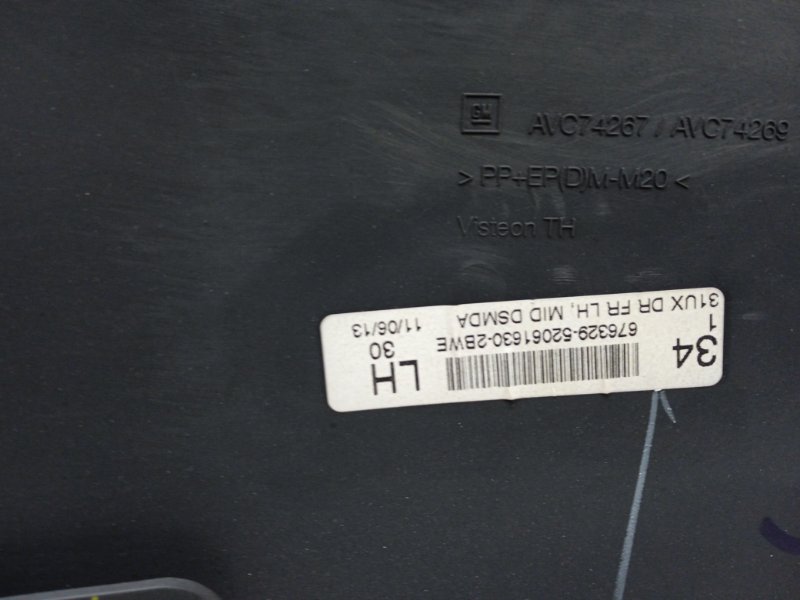 GM AVC74267 / AVC74269
> PP+EP(D)M-M20 <
Visteon TH
34 LH
1 30
676329-52061630-2BWE
31UX DR FR LH, MID DSMDA 11/06/13